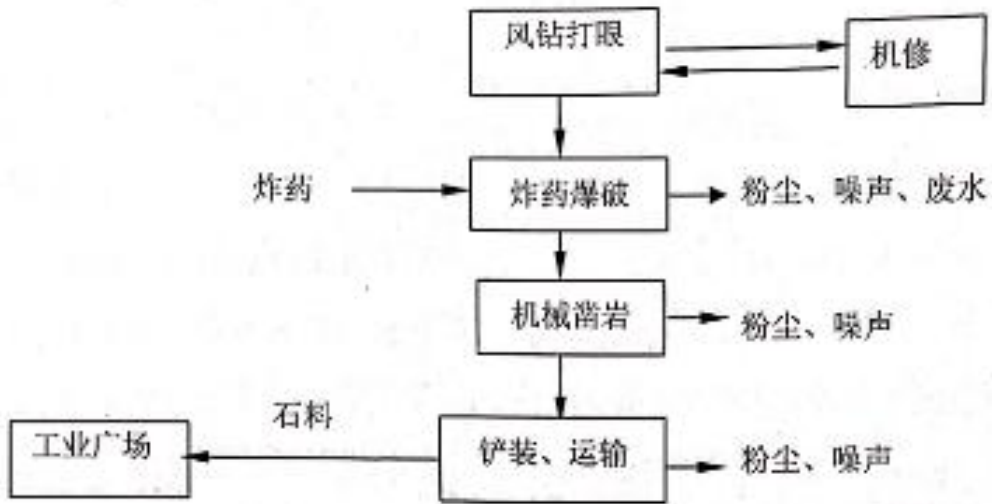 风钻打眼
机修
炸药
炸药爆破
粉尘、噪声、废水
机械凿岩
粉尘、噪声
石料
工业广场
铲装、运输
粉尘、噪声